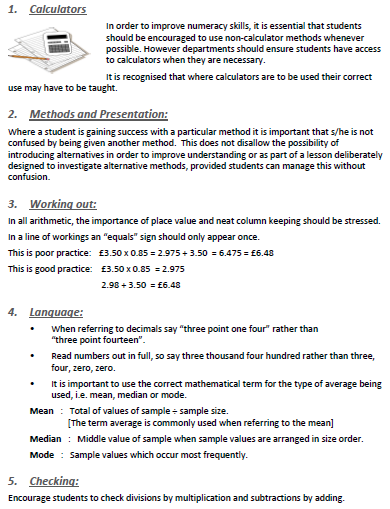 1. Calculators
In order to improve numeracy skills, it is essential that students
should be encouraged to use non-calculator methods whenever
possible. However departments should ensure students have access
to calculators when they are necessary.
It is recognised that where calculators are to be used their correct
use may have to be taught.
2. Methods and Presentation:
Where a student is gaining success with a particular method it is important that s/he is not
confused by being given another method. This does not disallow the possibility of
introducing alternatives in order to improve understanding or as part of a lesson deliberately
designed to investigate alternative methods, provided students can manage this without
confusion.
3. Working out:
In all arithmetic, the importance of place value and neat column keeping should be stressed.
In a line of workings an “equals” sign should only appear once.
This is poor practice: £3.50 x 0.85 = 2.975 + 3.50 = 6.475 = £6.48
This is good practice: £3.50 x 0.85 = 2.975
2.98 + 3.50 = £6.48
4. Language:
• When referring to decimals say “three point one four” rather than
“three point fourteen”.
• Read numbers out in full, so say three thousand four hundred rather than three,
four, zero, zero.
• It is important to use the correct mathematical term for the type of average being
used, i.e. mean, median or mode.
Mean : Total of values of sample ÷ sample size.
[The term average is commonly used when referring to the mean]
Median : Middle value of sample when sample values are arranged in size order.
Mode : Sample values which occur most frequently.
5. Checking:
Encourage students to check divisions by multiplication and subtractions by adding.